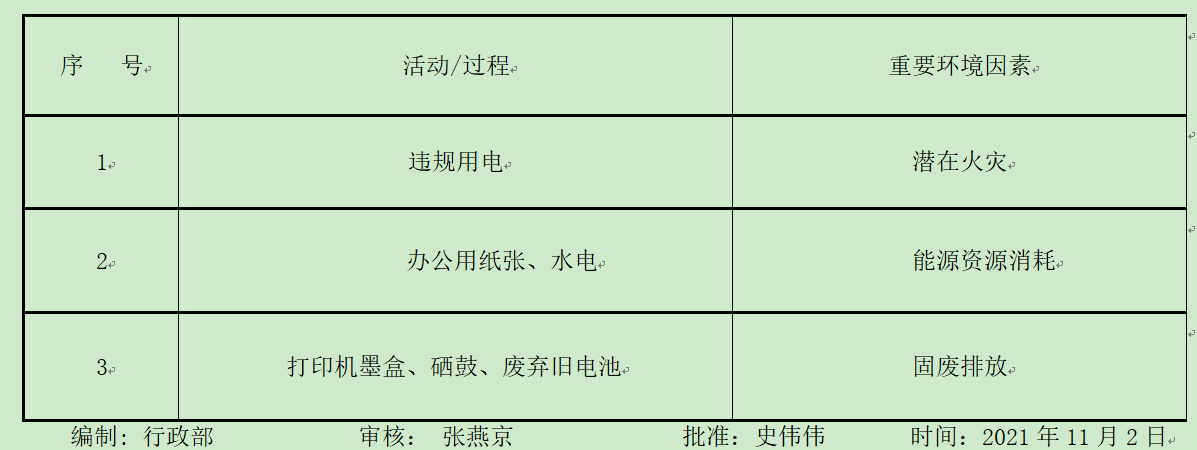 序 号 活动/过程 重要环境因素
1 违规用电 潜在火灾
2 办公用纸张、水电 能源资源消耗
3 打印机墨盒、硒鼓、废弃旧电池 固废排放
编制: 行政部 审核: 张燕京 批准: 史伟伟 时间: 2021 年 11 月 2 日